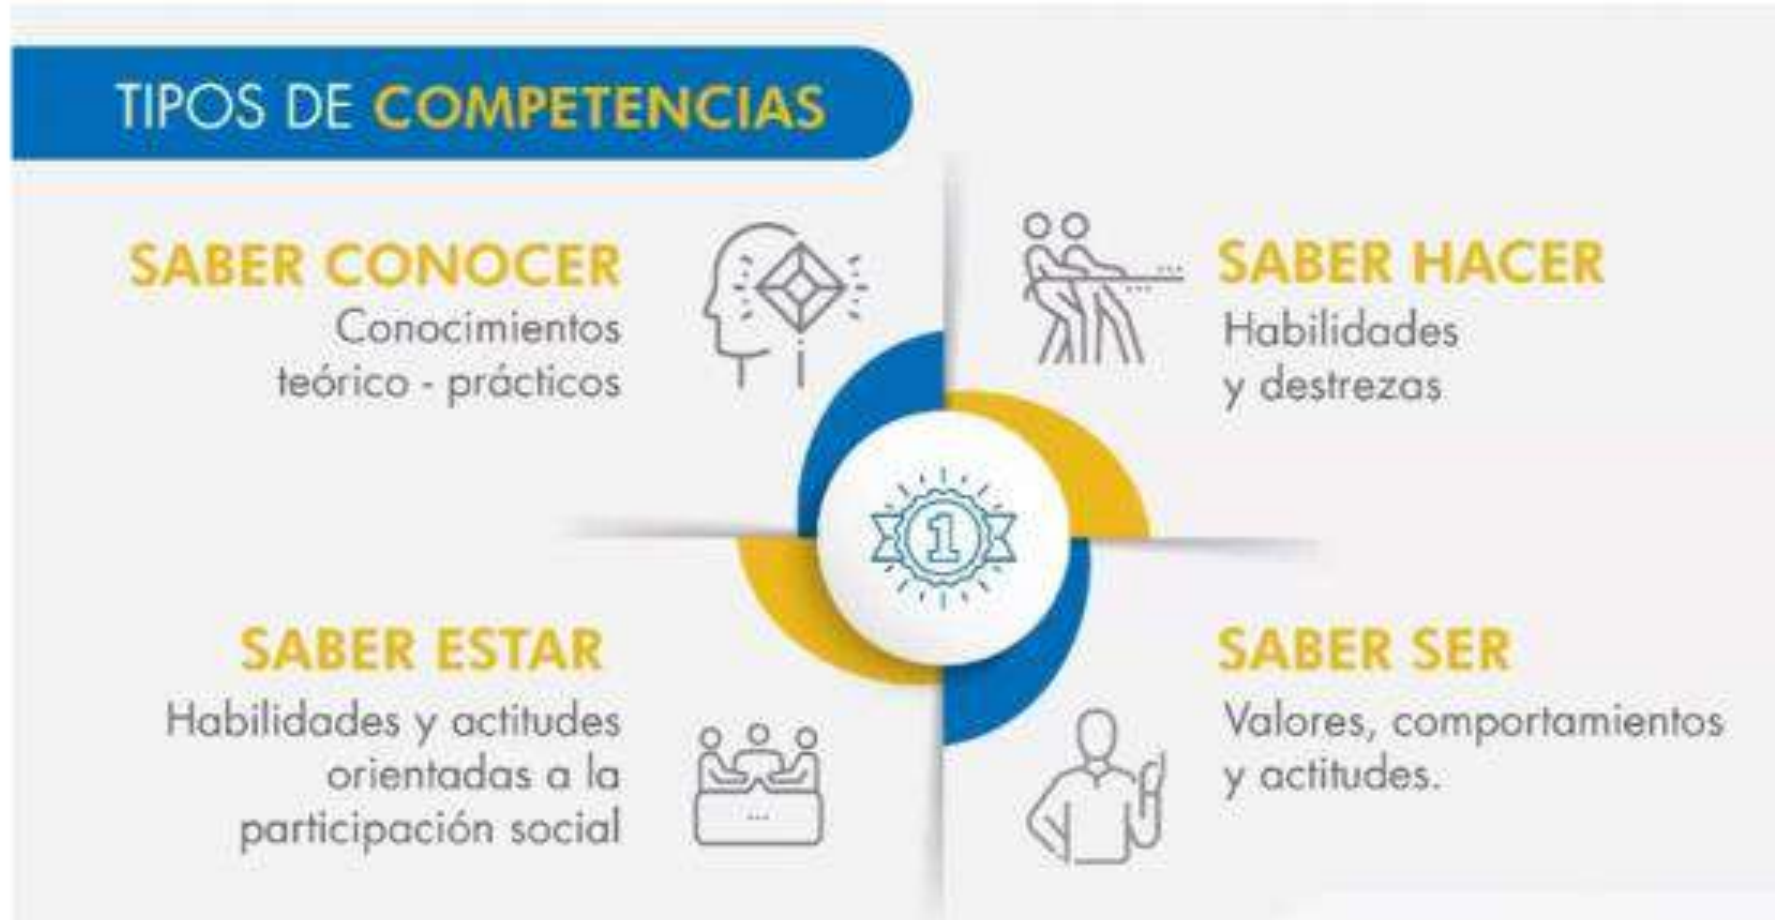 TIPOS DE COMPETENCIAS
SABER CONOCER
Conocimientos
teórico - prácticos
SABER HACER
Habilidades
y destrezas
1
SABER ESTAR
Habilidades y actitudes
orientadas a la
participación social
SABER SER
Valores, comportamientos
y actitudes.